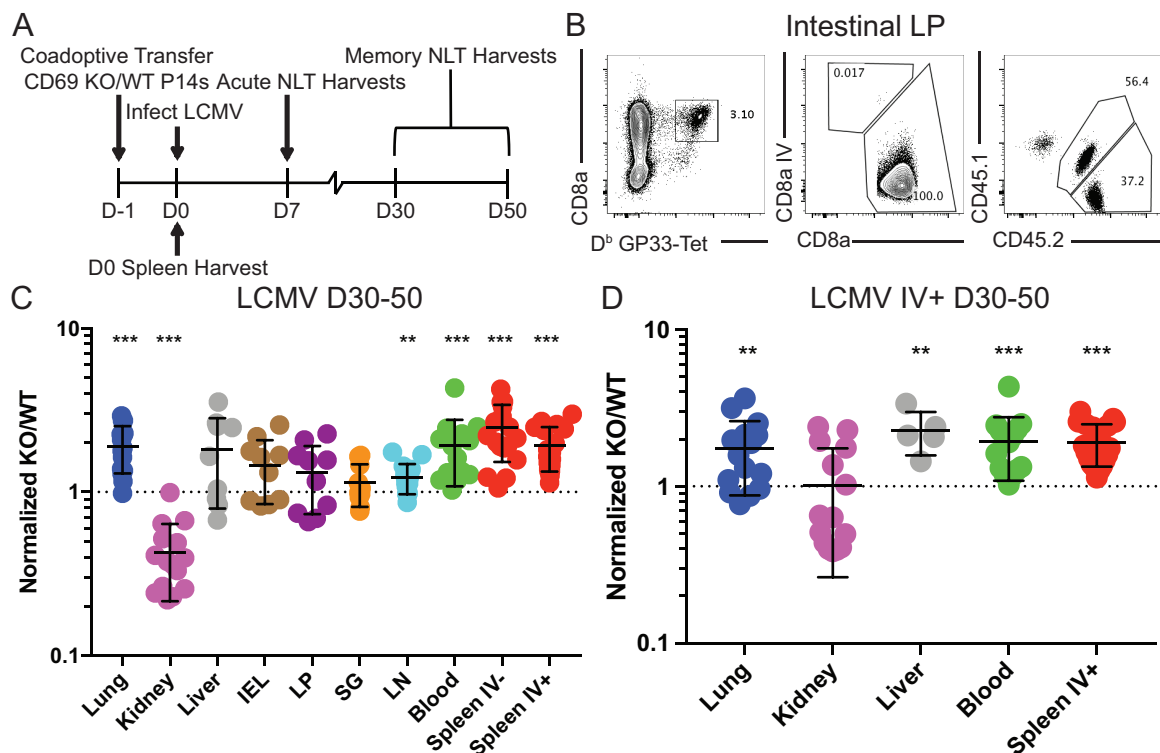 A
Coadoptive Transfer
CD69 KO/WT P14s
Infect LCMV
Acute NLT Harvests
Memory NLT Harvests
D-1
D0
D7
D30
D50
D0 Spleen Harvest
B
Intestinal LP
CD8a
3.10
Dᵇ GP33-Tet
CD8a IV
0.017
100.0
CD8a
CD45.1
56.4
37.2
CD45.2
C
LCMV D30-50
Normalized KO/WT
10
1
0.1
*** *** ** *** *** ***
Lung
Kidney
Liver
IEL
LP
SG
LN
Blood
Spleen IV-
Spleen IV+
D
LCMV IV+ D30-50
Normalized KO/WT
10
1
0.1
** ** *** ***
Lung
Kidney
Liver
Blood
Spleen IV+